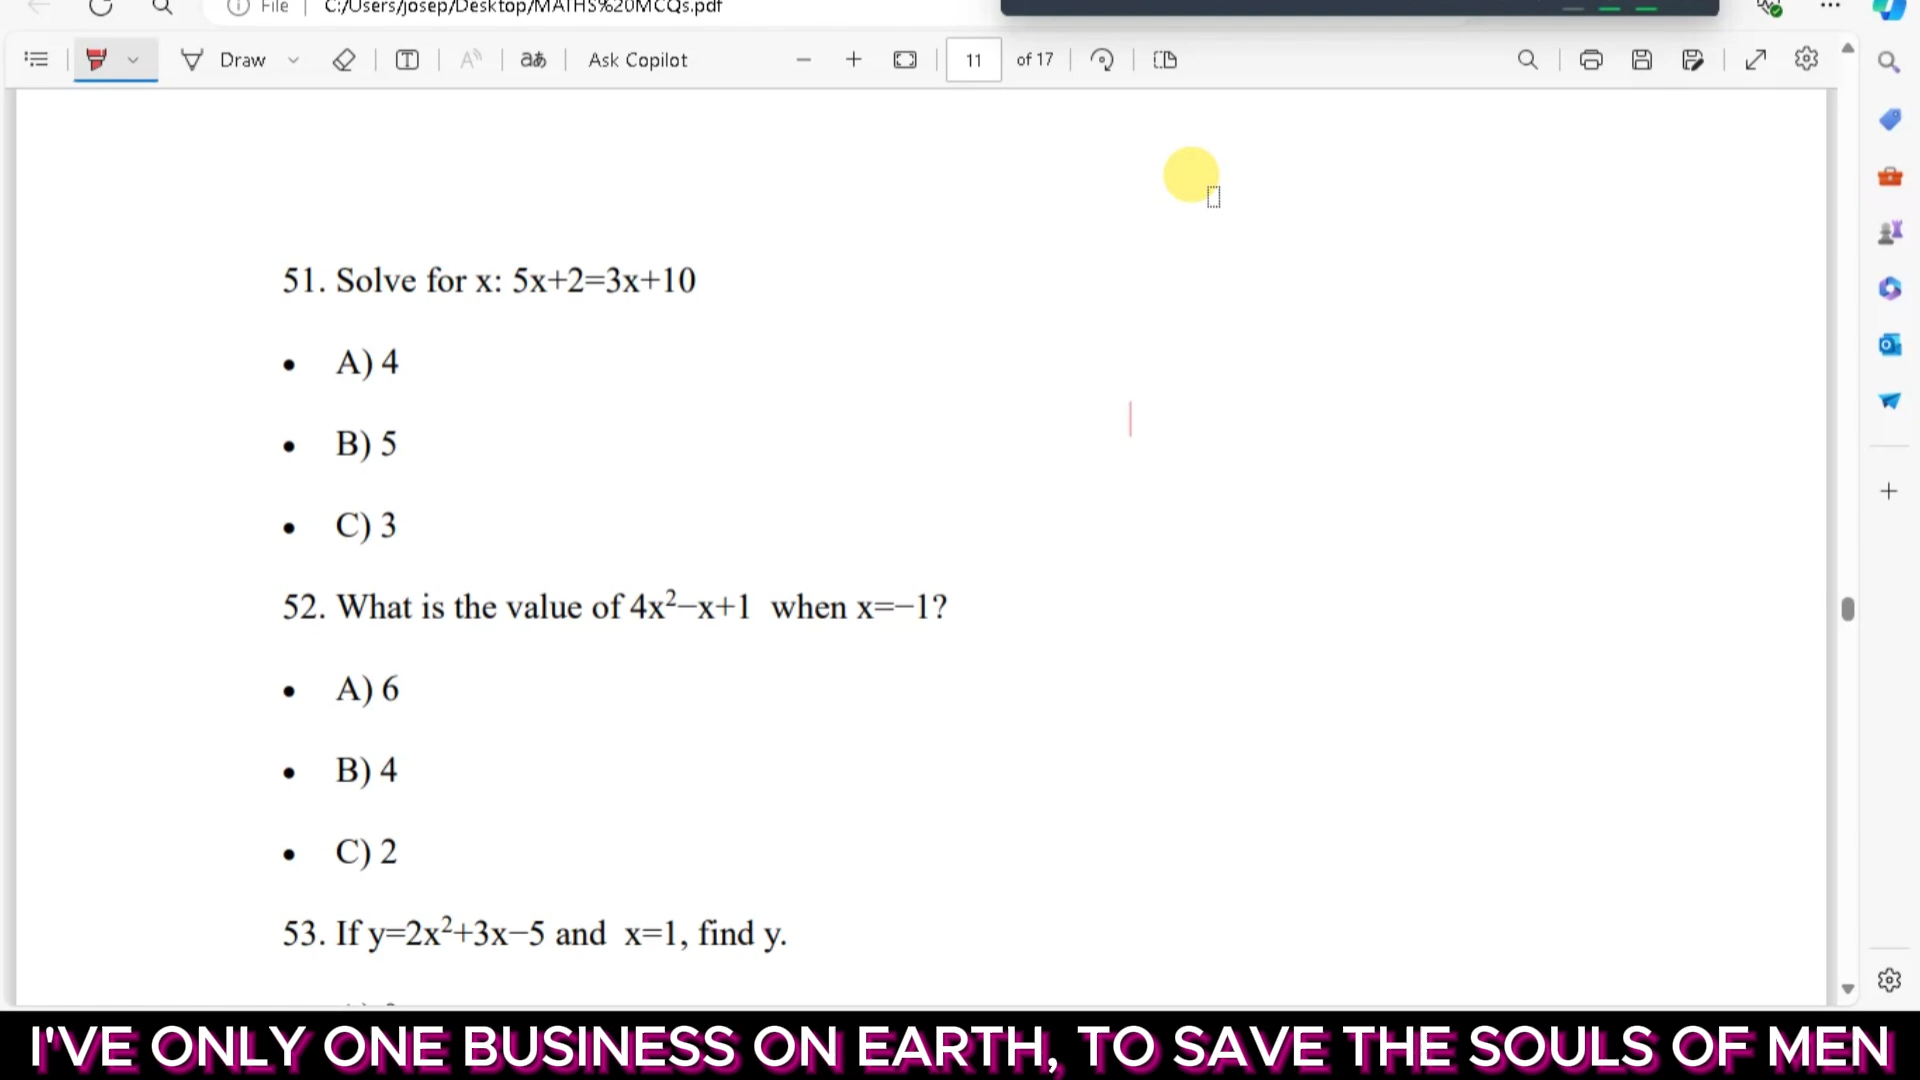 File C:/Users/josep/Desktop/MATHS%20MCQs.pdf
Draw Ask Copilot 11 of 17
51. Solve for x: 5x+2=3x+10
• A) 4
• B) 5
• C) 3
52. What is the value of 4x²−x+1 when x=−1?
• A) 6
• B) 4
• C) 2
53. If y=2x²+3x−5 and x=1, find y.
I'VE ONLY ONE BUSINESS ON EARTH, TO SAVE THE SOULS OF MEN